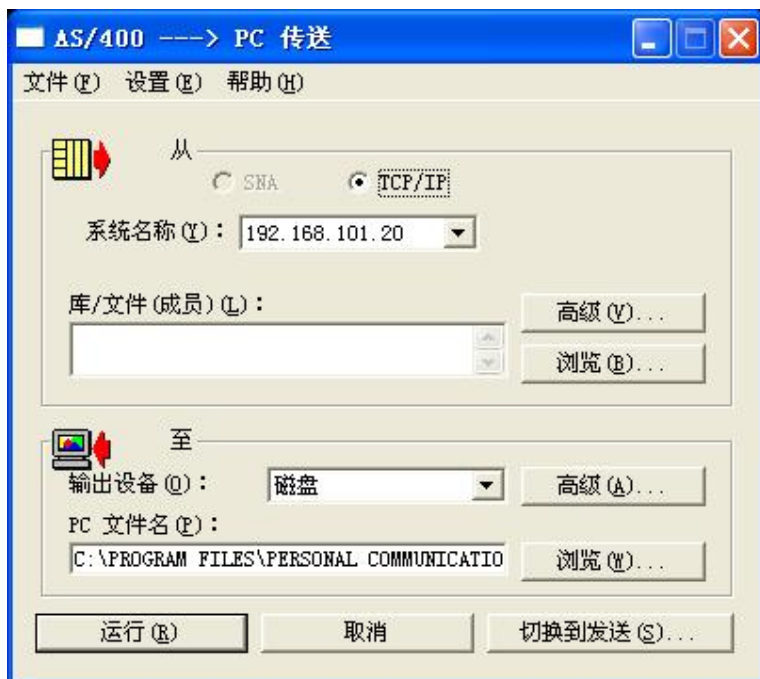 AS/400 ---> PC 传送
文件(F) 设置(E) 帮助(H)
从
SNA TCP/IP
系统名称(Y)： 192.168.101.20
库/文件(成员)(L)：
高级(V)...
浏览(B)...
至
输出设备(O)： 磁盘 高级(A)...
PC 文件名(P)：
C:\PROGRAM FILES\PERSONAL COMMUNICATIO 浏览(W)...
运行(R) 取消 切换到发送(S)...